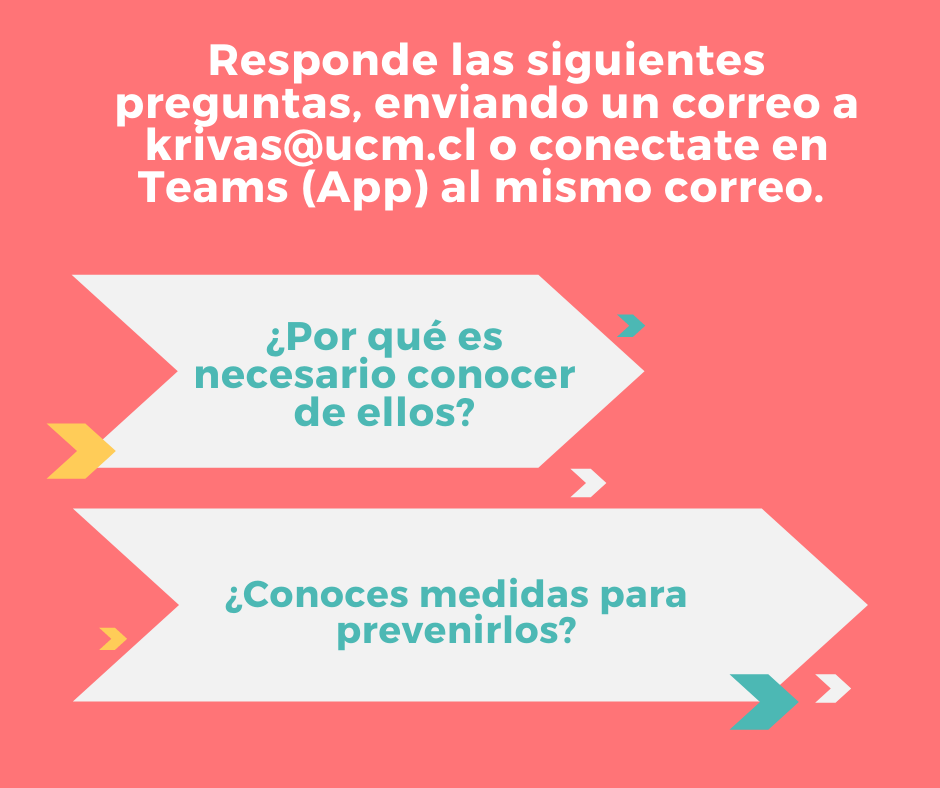 Responde las siguientes
preguntas, enviando un correo a
krivas@ucm.cl o conectate en
Teams (App) al mismo correo.
¿Por qué es
necesario conocer
de ellos?
¿Conoces medidas para
prevenirlos?